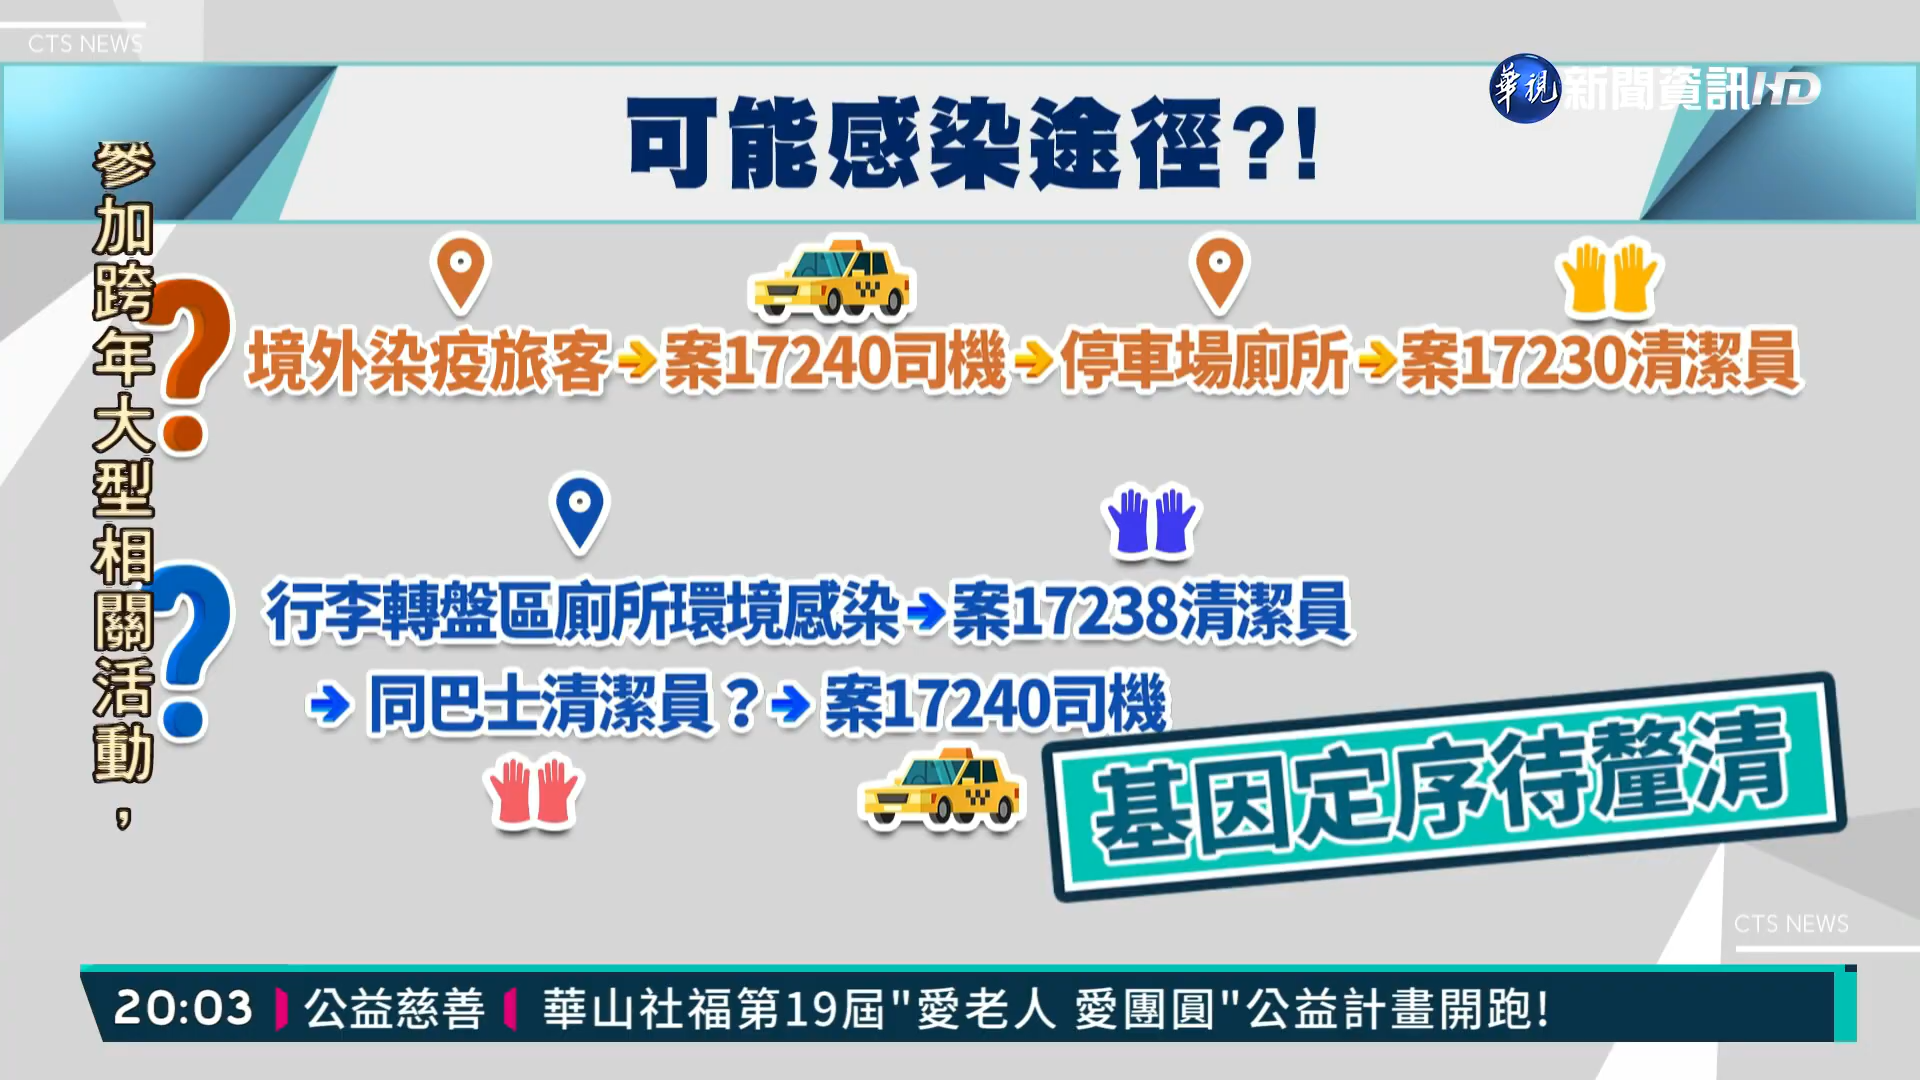 CTS NEWS
華視新聞資訊HD
可能感染途徑?!
參加跨年大型相關活動，
?
境外染疫旅客→案17240司機→停車場廁所→案17230清潔員
?
行李轉盤區廁所環境感染→案17238清潔員
→同巴士清潔員？→案17240司機
基因定序待釐清
CTS NEWS
20:03 公益慈善 華山社福第19屆"愛老人 愛團圓"公益計畫開跑!